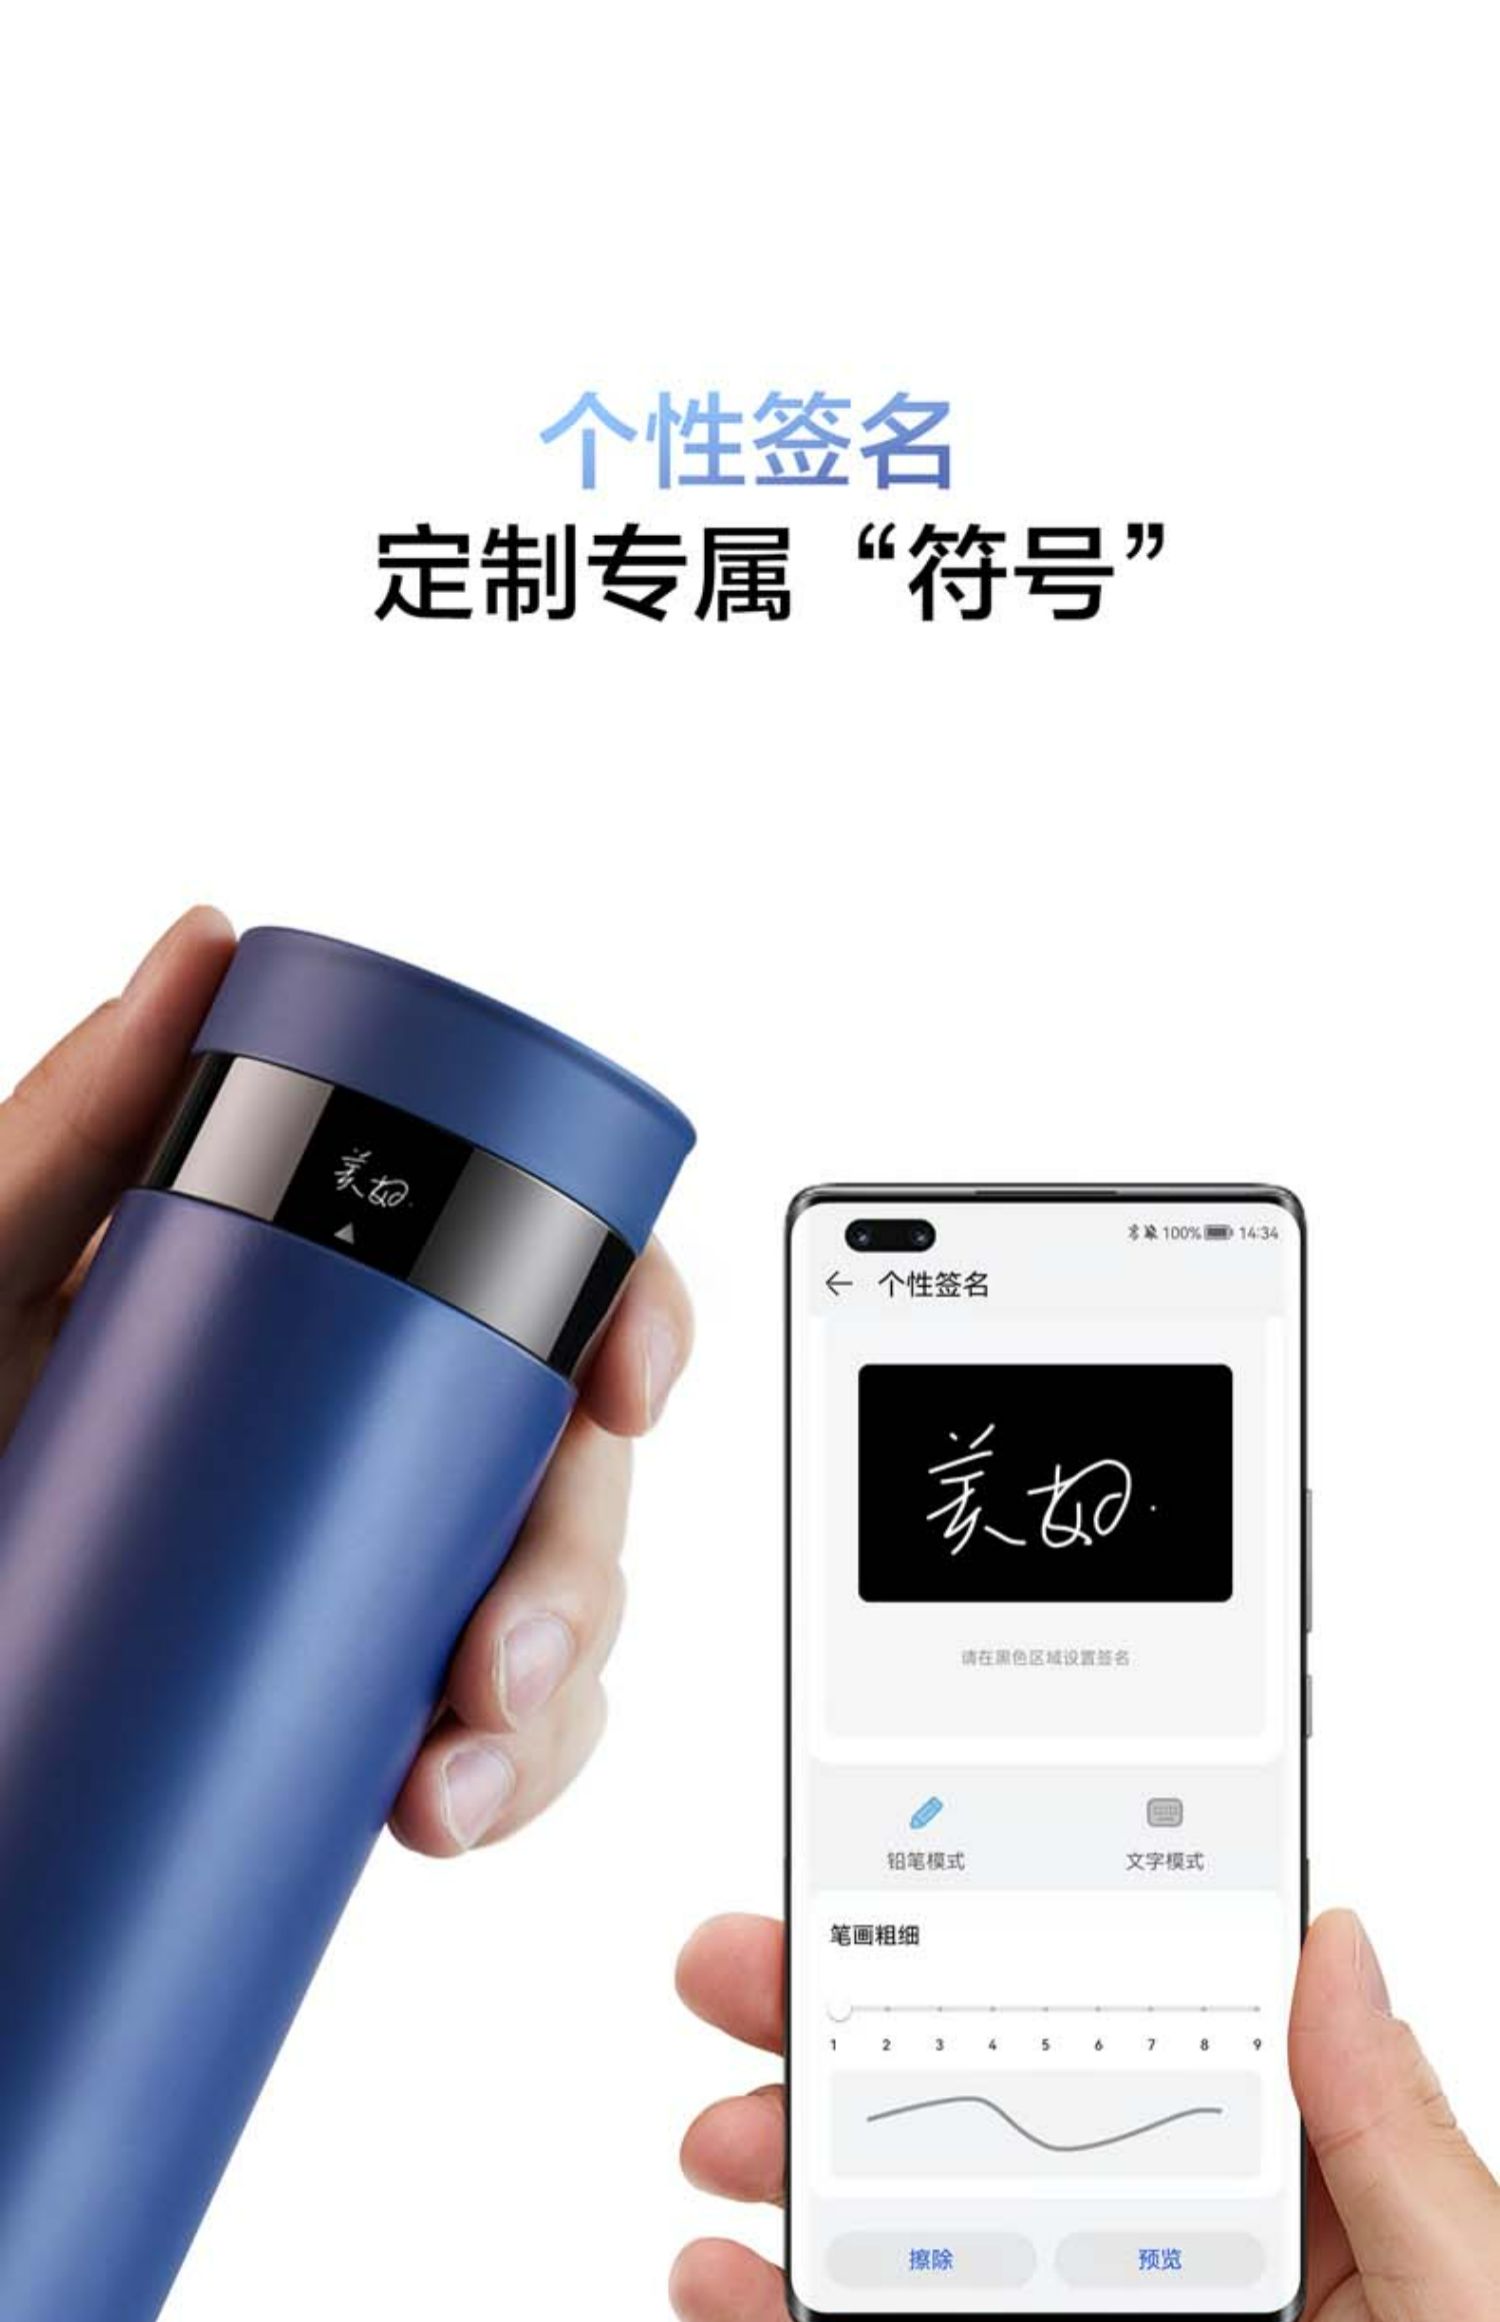 个性签名
定制专属“符号”
美好
100% 14:34
个性签名
美好.
请在黑色区域设置签名
铅笔模式 文字模式
笔画粗细
1 2 3 4 5 6 7 8 9
擦除 预览